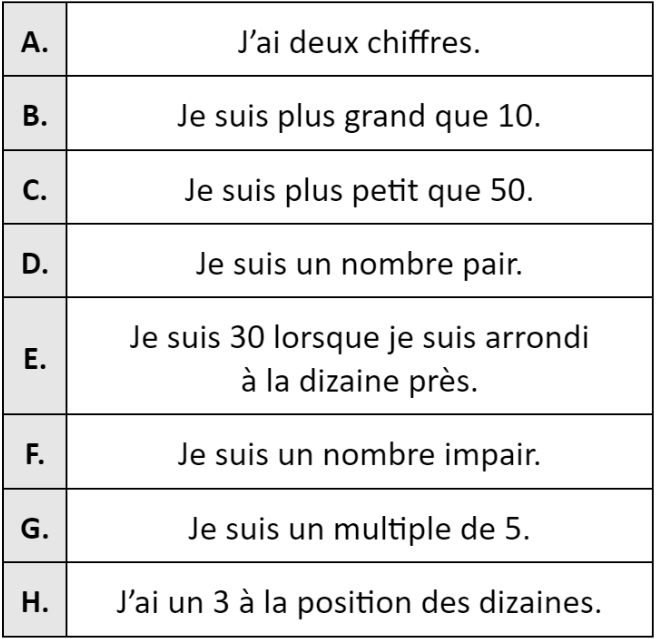 A. J’ai deux chiffres.
B. Je suis plus grand que 10.
C. Je suis plus petit que 50.
D. Je suis un nombre pair.
E. Je suis 30 lorsque je suis arrondi
à la dizaine près.
F. Je suis un nombre impair.
G. Je suis un multiple de 5.
H. J’ai un 3 à la position des dizaines.